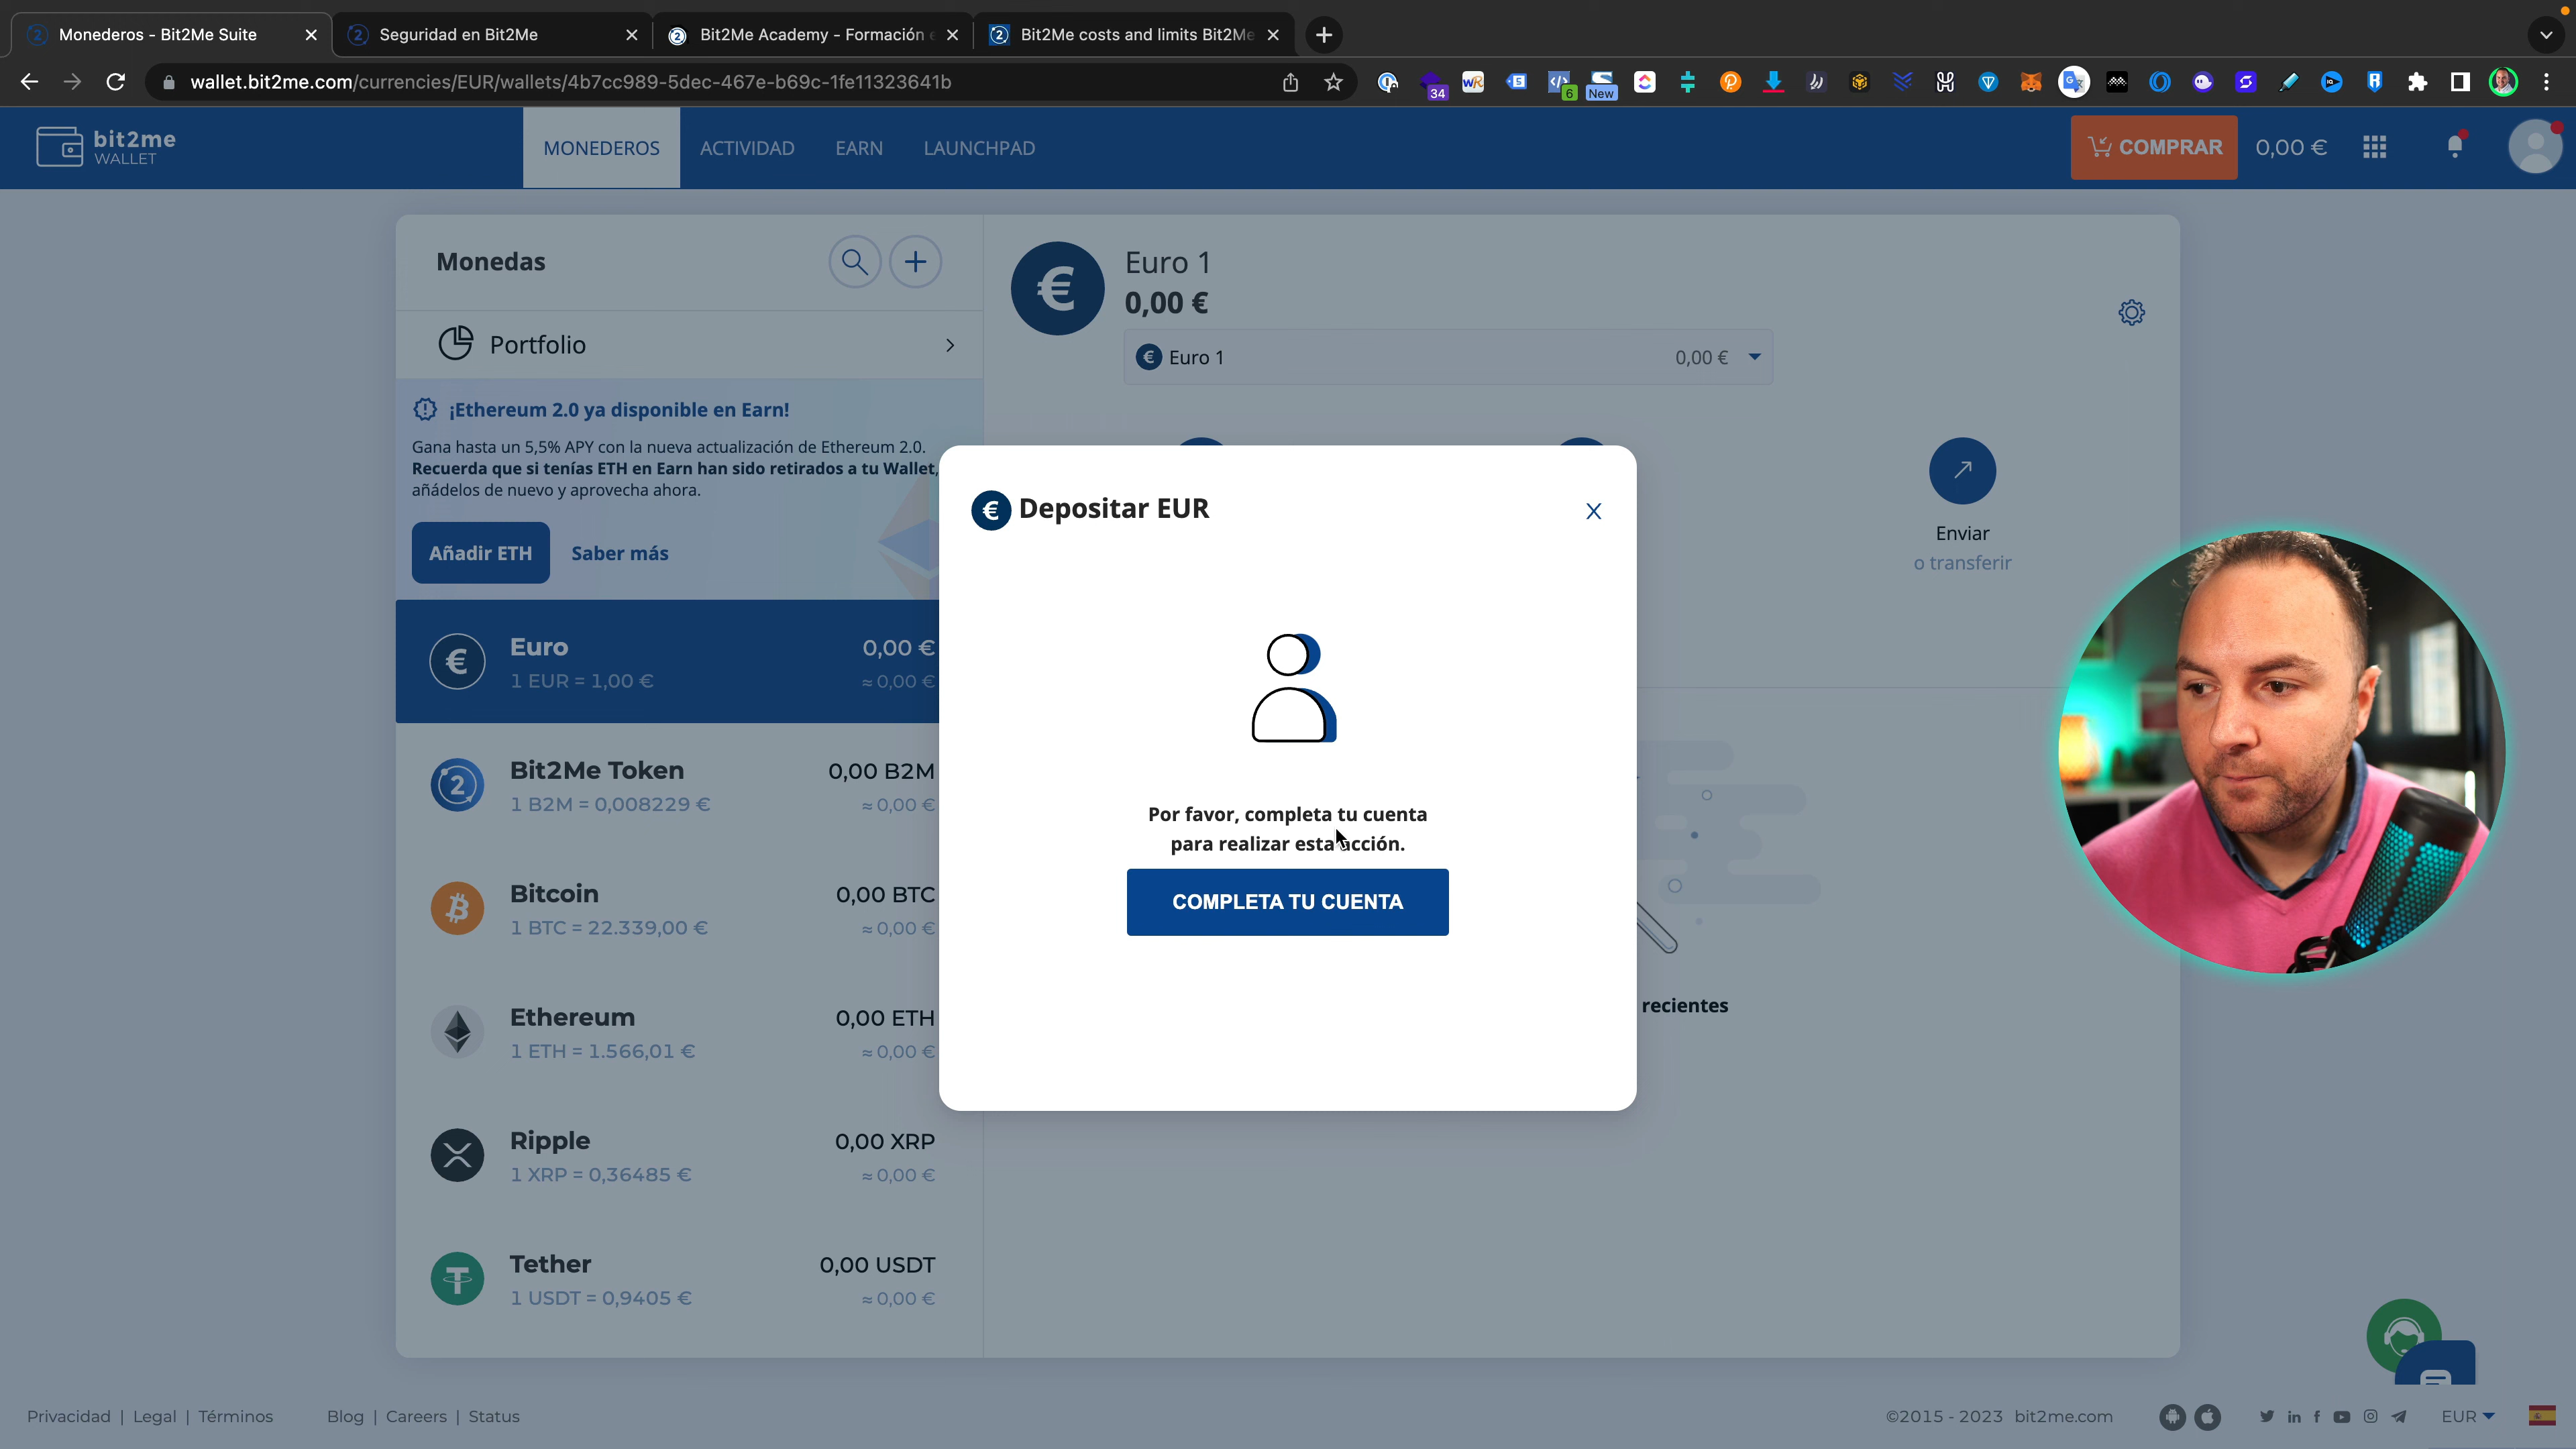 Monederos - Bit2Me Suite
Seguridad en Bit2Me
Bit2Me Academy - Formación
Bit2Me costs and limits Bit2Me
wallet.bit2me.com/currencies/EUR/wallets/4b7cc989-5dec-467e-b69c-1fe11323641b
34
6
New
bit2me
WALLET
MONEDEROS
ACTIVIDAD
EARN
LAUNCHPAD
COMPRAR
0,00 €
Monedas
Portfolio
¡Ethereum 2.0 ya disponible en Earn!
Gana hasta un 5,5% APY con la nueva actualización de Ethereum 2.0.
Recuerda que si tenías ETH en Earn han sido retirados a tu Wallet,
añádelos de nuevo y aprovecha ahora.
Añadir ETH
Saber más
Euro
0,00 €
1 EUR = 1,00 €
≈ 0,00 €
Bit2Me Token
0,00 B2M
1 B2M = 0,008229 €
≈ 0,00 €
Bitcoin
0,00 BTC
1 BTC = 22.339,00 €
≈ 0,00 €
Ethereum
0,00 ETH
1 ETH = 1.566,01 €
≈ 0,00 €
Ripple
0,00 XRP
1 XRP = 0,36485 €
≈ 0,00 €
Tether
0,00 USDT
1 USDT = 0,9405 €
≈ 0,00 €
Euro 1
0,00 €
Euro 1
0,00 €
Enviar
o transferir
Depositar EUR
X
Por favor, completa tu cuenta
para realizar esta acción.
COMPLETA TU CUENTA
recientes
Privacidad | Legal | Términos
Blog | Careers | Status
©2015 - 2023 bit2me.com
EUR